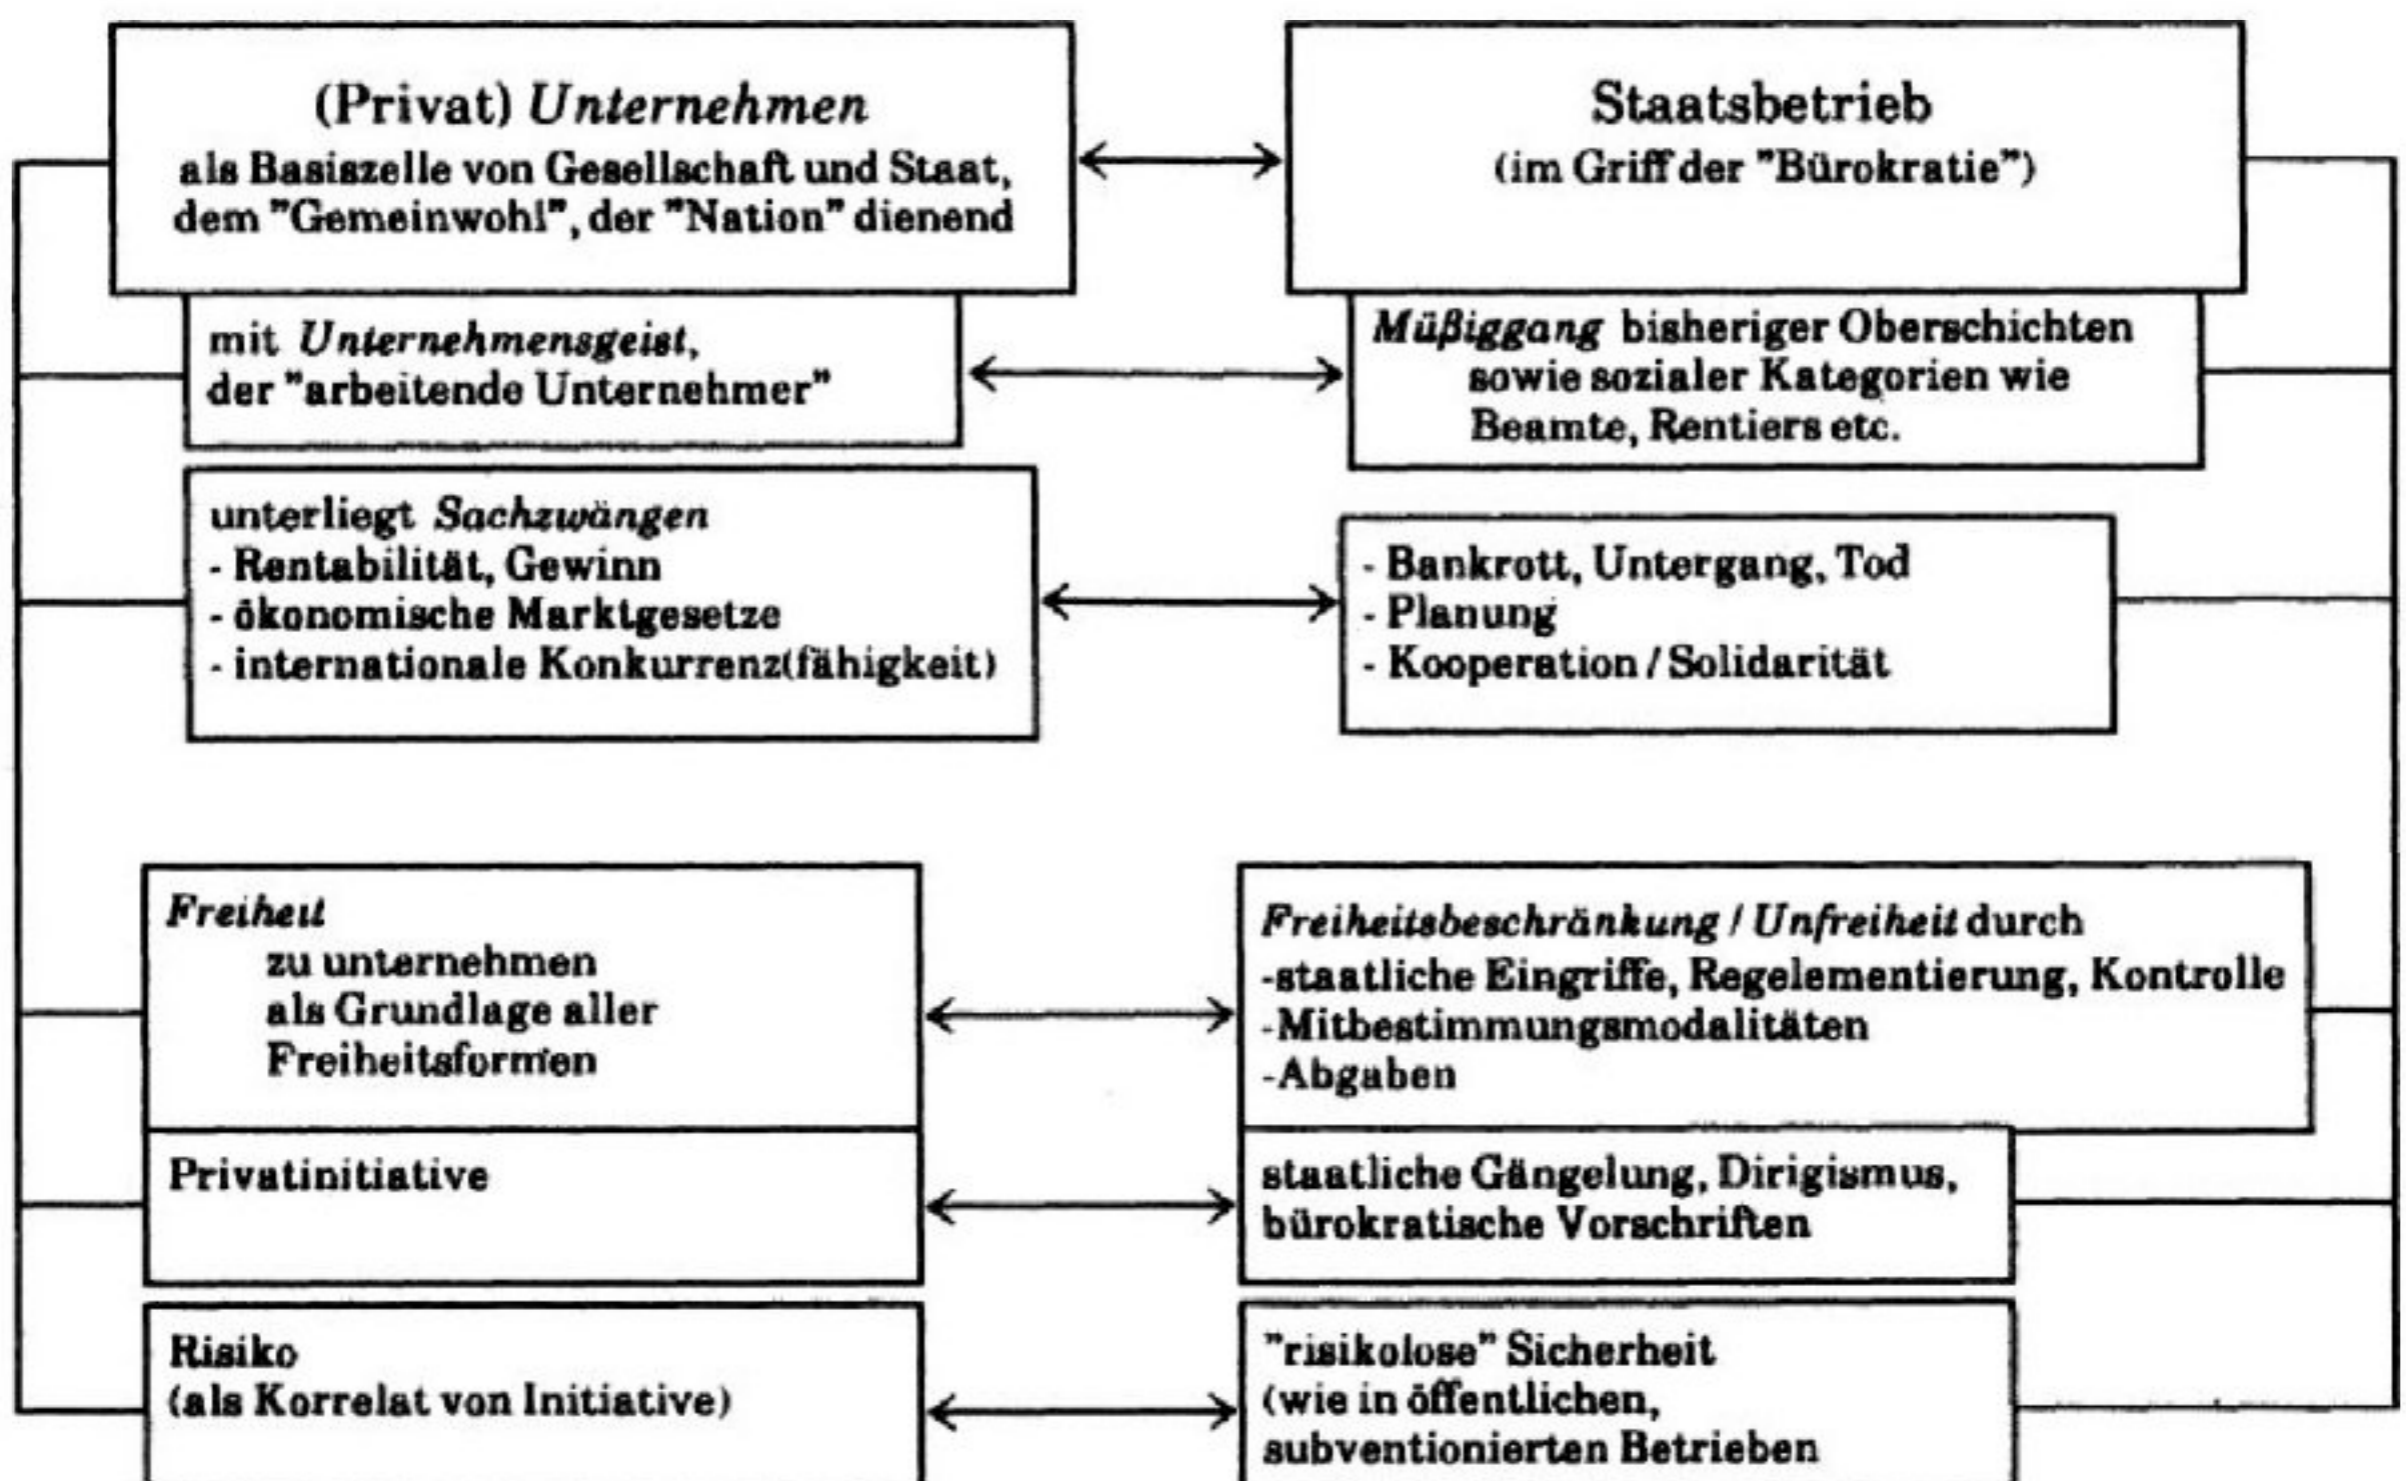 (Privat) Unternehmen
als Basiszelle von Gesellschaft und Staat,
dem "Gemeinwohl", der "Nation" dienend
Staatsbetrieb
(im Griff der "Bürokratie")
mit Unternehmensgeist,
der "arbeitende Unternehmer"
Müßiggang bisheriger Oberschichten
sowie sozialer Kategorien wie
Beamte, Rentiers etc.
unterliegt Sachzwängen
- Rentabilität, Gewinn
- ökonomische Marktgesetze
- internationale Konkurrenz(fähigkeit)
- Bankrott, Untergang, Tod
- Planung
- Kooperation / Solidarität
Freiheit
zu unternehmen
als Grundlage aller
Freiheitsformen
Freiheitsbeschränkung / Unfreiheit durch
-staatliche Eingriffe, Regelementierung, Kontrolle
-Mitbestimmungsmodalitäten
-Abgaben
Privatinitiative
staatliche Gängelung, Dirigismus,
bürokratische Vorschriften
Risiko
(als Korrelat von Initiative)
"risikolose" Sicherheit
(wie in öffentlichen,
subventionierten Betrieben